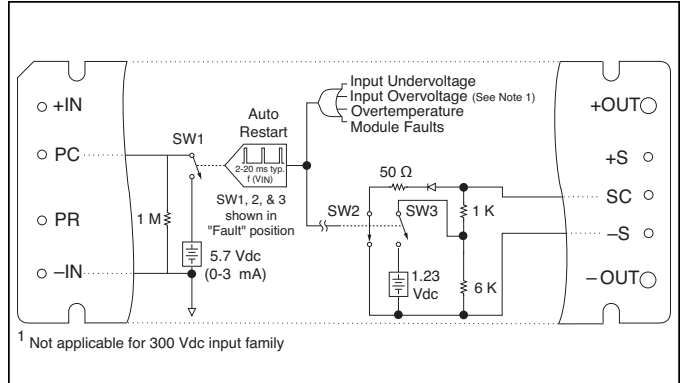 +IN
PC
PR
–IN
SW1
Auto
Restart
2-20 ms typ.
f (VIN)
SW1, 2, & 3
shown in
"Fault" position
1 M
5.7 Vdc
(0-3 mA)
Input Undervoltage
Input Overvoltage (See Note 1)
Overtemperature
Module Faults
50 Ω
SW2
SW3
1 K
1.23
Vdc
6 K
+OUT
+S
SC
–S
–OUT
1 Not applicable for 300 Vdc input family